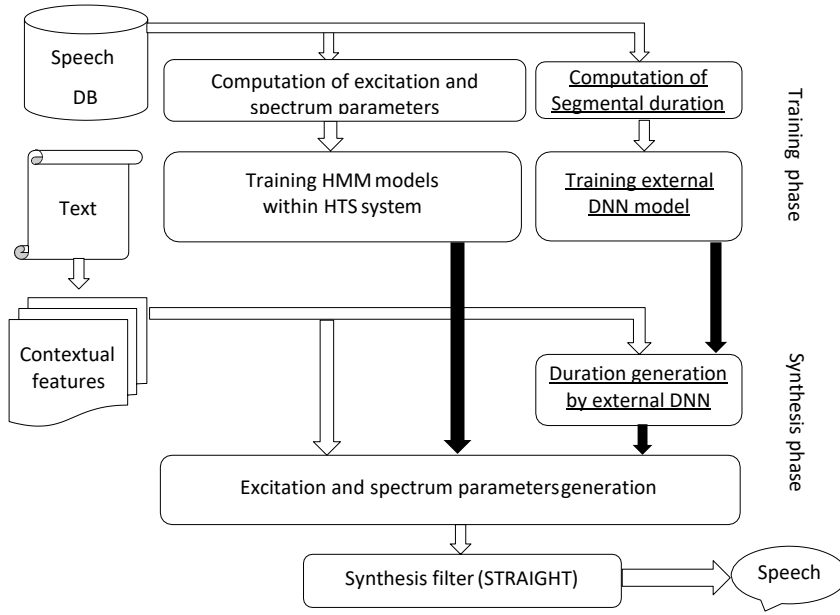 Speech
DB
Computation of excitation and
spectrum parameters
Computation of
Segmental duration
Training phase
Text
Training HMM models
within HTS system
Training external
DNN model
Contextual
features
Duration generation
by external DNN
Synthesis phase
Excitation and spectrum parametersgeneration
Synthesis filter (STRAIGHT)
Speech